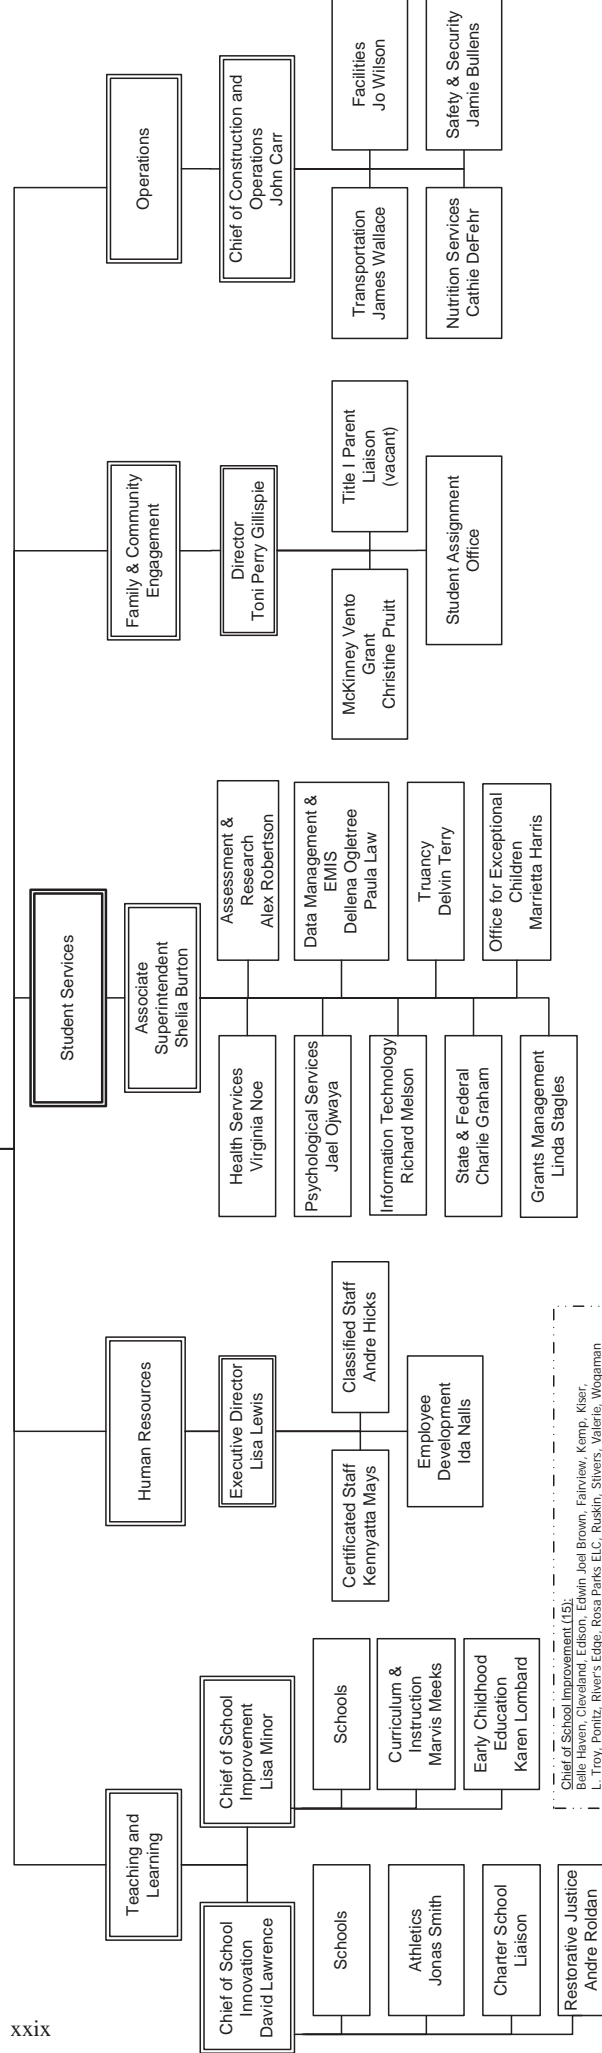 xxix
Teaching and
Learning
Chief of School
Innovation
David Lawrence
Schools
Athletics
Jonas Smith
Charter School
Liaison
Restorative Justice
Andre Roldan
Chief of School
Improvement
Lisa Minor
Schools
Curriculum &
Instruction
Marvis Meeks
Early Childhood
Education
Karen Lombard
Chief of School Improvement (15):
Belle Haven, Cleveland, Edison, Edwin Joel Brown, Fairview, Kemp, Kiser,
L. Troy, Ponitz, River's Edge, Rosa Parks ELC, Ruskin, Stivers, Valerie, Wogaman
Human Resources
Executive Director
Lisa Lewis
Certificated Staff
Kennyatta Mays
Classified Staff
Andre Hicks
Employee
Development
Ida Nalls
Student Services
Associate
Superintendent
Shelia Burton
Health Services
Virginia Noe
Psychological Services
Jael Ojwaya
Information Technology
Richard Melson
State & Federal
Charlie Graham
Grants Management
Linda Stagles
Assessment &
Research
Alex Robertson
Data Management &
EMIS
Dellena Ogletree
Paula Law
Truancy
Delvin Terry
Office for Exceptional
Children
Marrietta Harris
Family & Community
Engagement
Director
Toni Perry Gillispie
McKinney Vento
Grant
Christine Pruitt
Title I Parent
Liaison
(vacant)
Student Assignment
Office
Operations
Chief of Construction and
Operations
John Carr
Transportation
James Wallace
Facilities
Jo Wilson
Nutrition Services
Cathie DeFehr
Safety & Security
Jamie Bullens